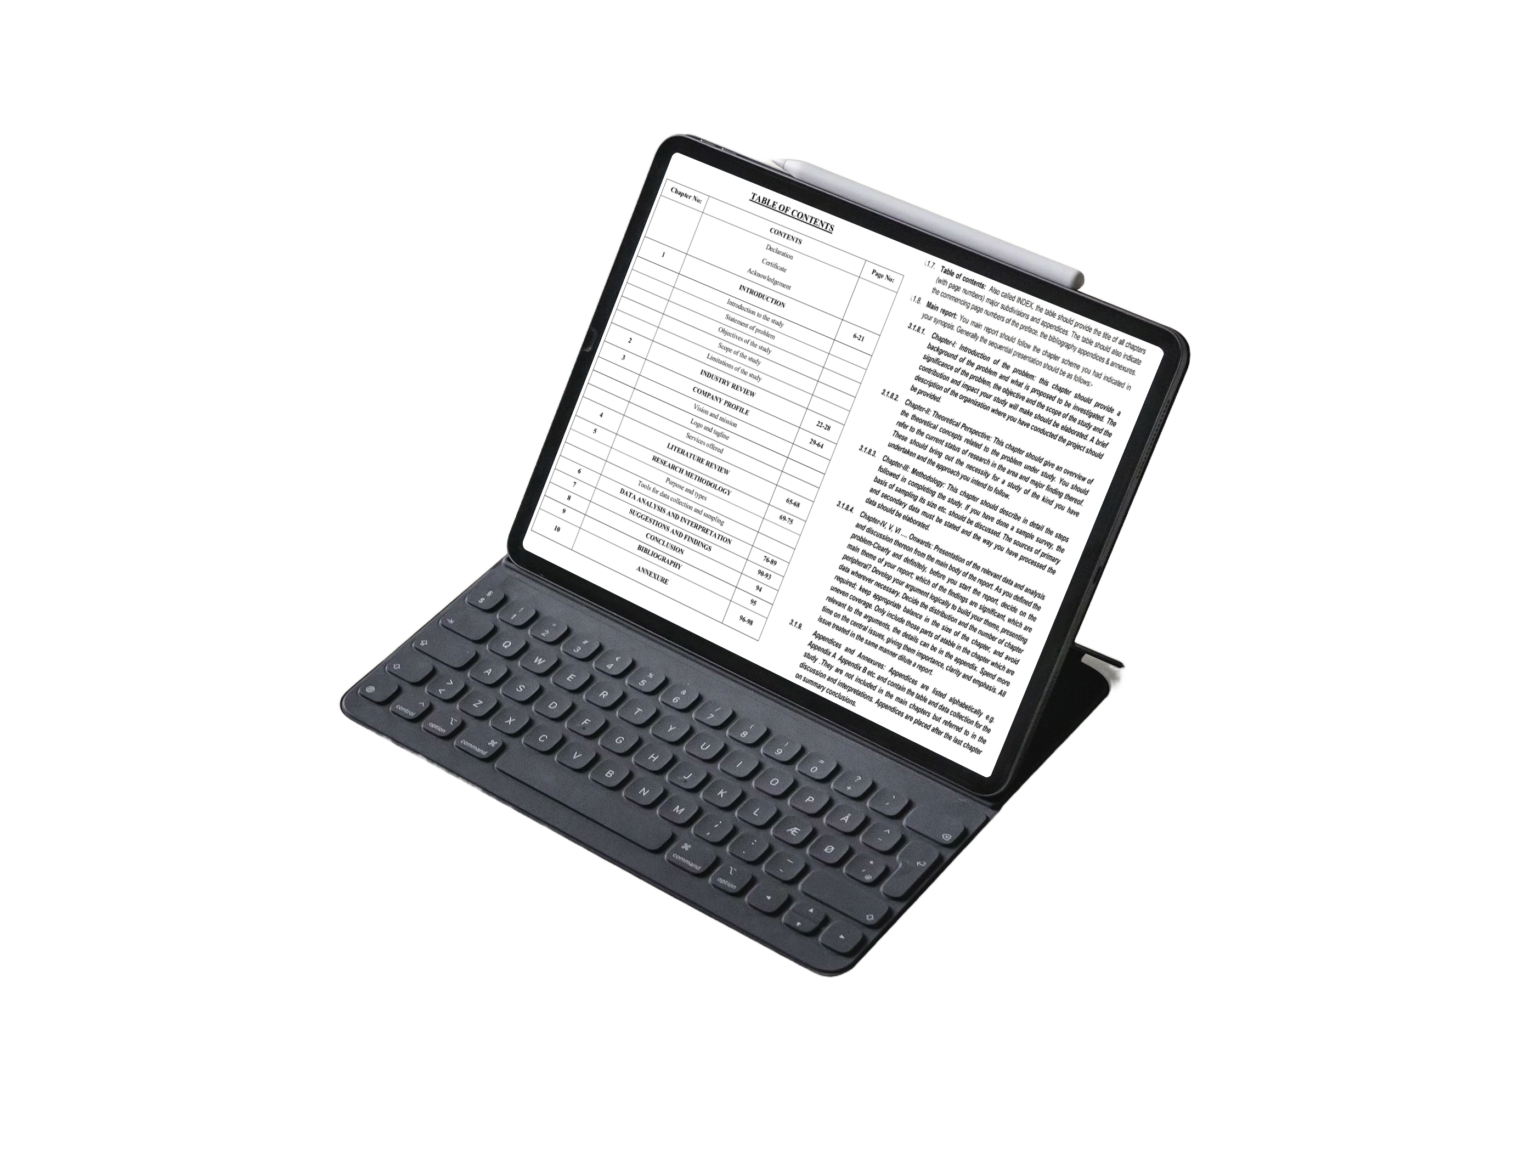 TABLE OF CONTENTS
Chapter No: CONTENTS Page No:
Declaration
Certificate
Acknowledgement
1 INTRODUCTION 6-21
Introduction to the study
Statement of problem
Objectives of the study
Scope of the study
Limitations of the study
2 INDUSTRY REVIEW 22-28
3 COMPANY PROFILE 29-64
Vision and mission
Logo and tagline
Services offered
4 LITERATURE REVIEW 65-68
5 RESEARCH METHODOLOGY 69-75
Purpose and types
Tools for data collection and sampling
6 DATA ANALYSIS AND INTERPRETATION 76-89
7 SUGGESTIONS AND FINDINGS 90-93
8 CONCLUSION 94
9 BIBLIOGRAPHY 95
10 ANNEXURE 96-98
.1.7. Table of contents: Also called INDEX, the table should provide the title of all chapters
(with page numbers) major subdivisions and appendices. The table should also indicate
the commencing page numbers of the preface, the bibliography appendices & annexures.
.1.8. Main report: You main report should follow the chapter scheme you had indicated in
your synopsis. Generally the sequential presentation should be as follows:-
3.1.8.1. Chapter-I: Introduction of the problem: this chapter should provide a
background of the problem and what is proposed to be investigated. The
significance of the problem, the objective and the scope of the study and the
contribution and impact your study will make should be elaborated. A brief
description of the organization where you have conducted the project should
be provided.
3.1.8.2. Chapter-II: Theoretical Perspective: This chapter should give an overview of
the theoretical concepts related to the problem under study. You should
refer to the current status of research in the area and major finding thereof.
These should bring out the necessity for a study of the kind you have
undertaken and the approach you intend to follow.
3.1.8.3. Chapter-III: Methodology: This chapter should describe in detail the steps
followed in completing the study. If you have done a sample survey, the
basis of sampling its size etc. should be discussed. The sources of primary
and secondary data must be stated and the way you have processed the
data should be elaborated.
3.1.8.4. Chapter-IV, V, VI .... Onwards: Presentation of the relevant data and analysis
and discussion thereon from the main body of the report. As you defined the
problem-Clearly and definitely, before you start the report, decide on the
main theme of your report, which of the findings are significant, which are
peripheral? Develop your argument logically to build your theme, presenting
data wherever necessary. Decide the distribution and the number of chapter
required: keep appropriate balance in the size of the chapter, and avoid
uneven coverage. Only include those parts of stable in the chapter which are
relevant to the arguments, the details can be in the appendix. Spend more
time on the central issues, giving them importance, clarity and emphasis. All
issue treated in the same manner dilute a report.
3.1.9. Appendices and Annexures: Appendices are listed alphabetically e.g.
Appendix A Appendix B etc. and contain the table and data collection for the
study. They are not included in the main chapters but referred to in the
discussion and interpretations. Appendices are placed after the last chapter
on summary conclusions.
§ $ ! 1 " 2 # 3 € 4 % 5 & 6 / 7 ( 8 ) 9 = 0 ? +
Q W E R T Y U I O P Å ^
A S D F G H J K L Æ Ø *
> < Z X C V B N M ; , : . _ -
control option command command option